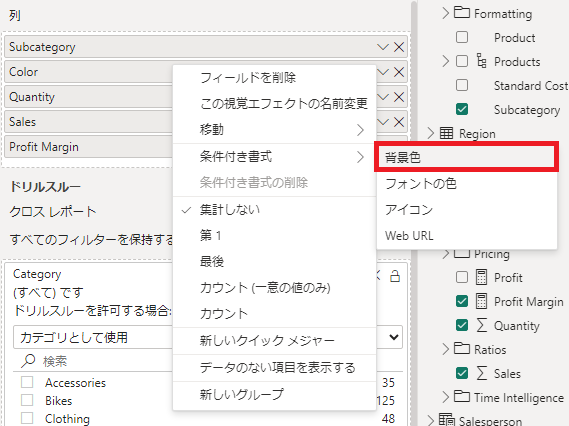 列
Subcategory
Color
Quantity
Sales
Profit Margin
ドリルスルー
クロス レポート
すべてのフィルターを保持する
Category
(すべて) です
ドリルスルーを許可する場合:
カテゴリとして使用
検索
Accessories 35
Bikes 125
Clothing 48
フィールドを削除
この視覚エフェクトの名前変更
移動
条件付き書式
条件付き書式の削除
集計しない
第 1
最後
カウント (一意の値のみ)
カウント
新しいクイック メジャー
データのない項目を表示する
新しいグループ
背景色
フォントの色
アイコン
Web URL
Formatting
Product
Products
Standard Cost
Subcategory
Region
Pricing
Profit
Profit Margin
Quantity
Ratios
Sales
Time Intelligence
Salesperson